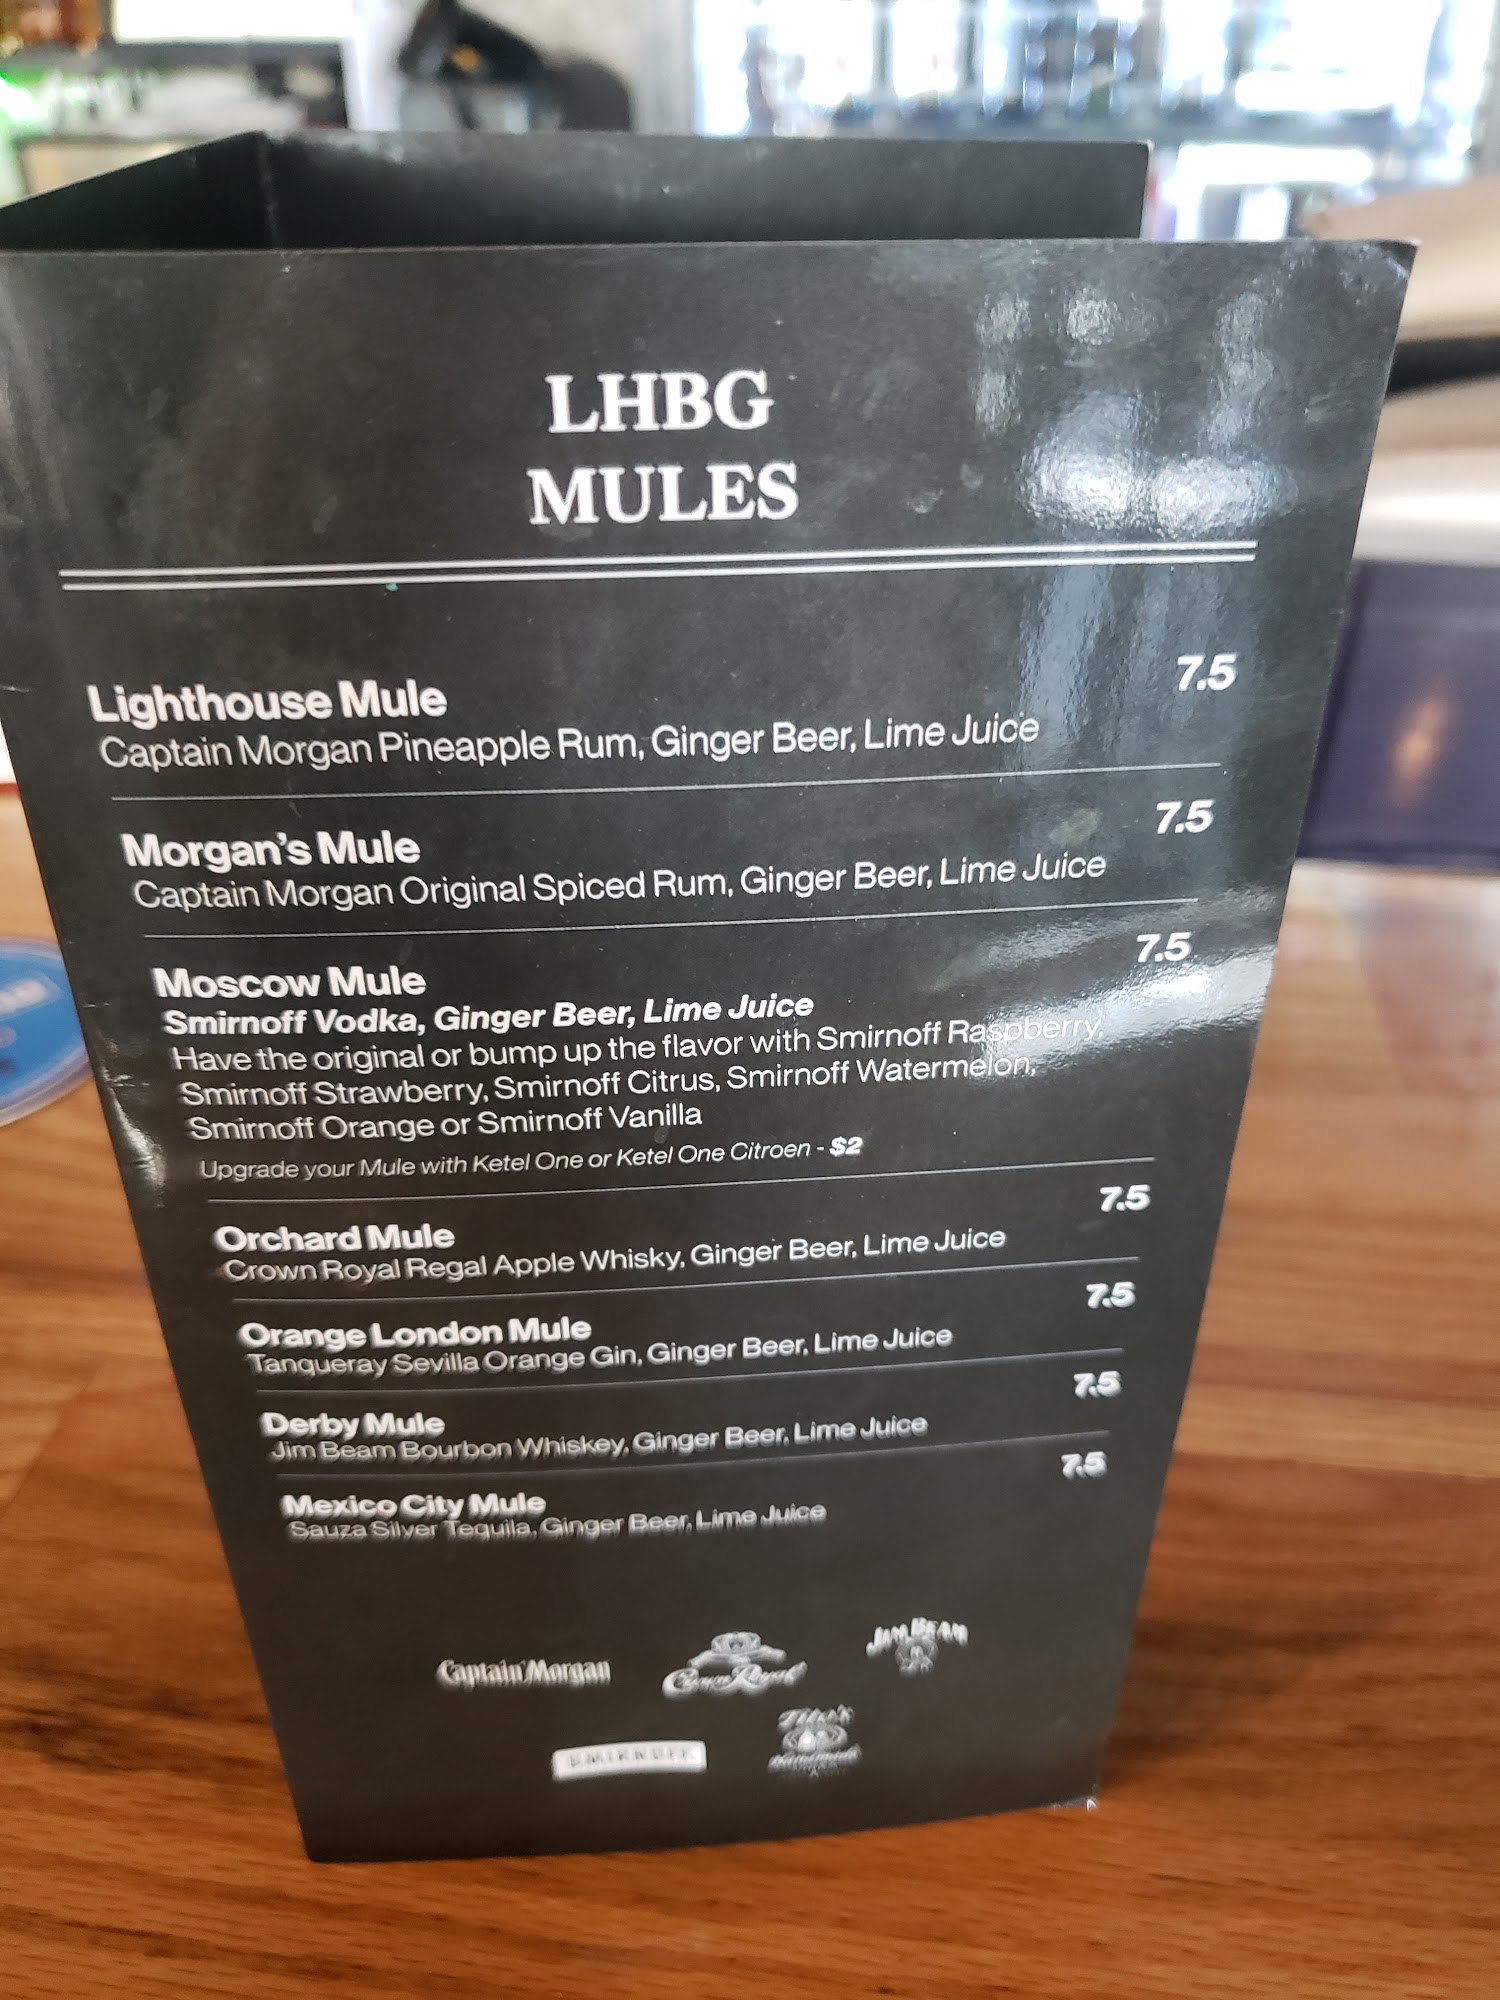 LHBG
MULES
Lighthouse Mule 7.5
Captain Morgan Pineapple Rum, Ginger Beer, Lime Juice
Morgan's Mule 7.5
Captain Morgan Original Spiced Rum, Ginger Beer, Lime Juice
Moscow Mule 7.5
Smirnoff Vodka, Ginger Beer, Lime Juice
Have the original or bump up the flavor with Smirnoff Raspberry,
Smirnoff Strawberry, Smirnoff Citrus, Smirnoff Watermelon,
Smirnoff Orange or Smirnoff Vanilla
Upgrade your Mule with Ketel One or Ketel One Citroen - $2
Orchard Mule 7.5
Crown Royal Regal Apple Whisky, Ginger Beer, Lime Juice
Orange London Mule 7.5
Tanqueray Sevilla Orange Gin, Ginger Beer, Lime Juice
Derby Mule 7.5
Jim Beam Bourbon Whiskey, Ginger Beer, Lime Juice
Mexico City Mule 7.5
Sauza Silver Tequila, Ginger Beer, Lime Juice
Captain Morgan Crown Royal JIM BEAM
SMIRNOFF Tito's
Handmade